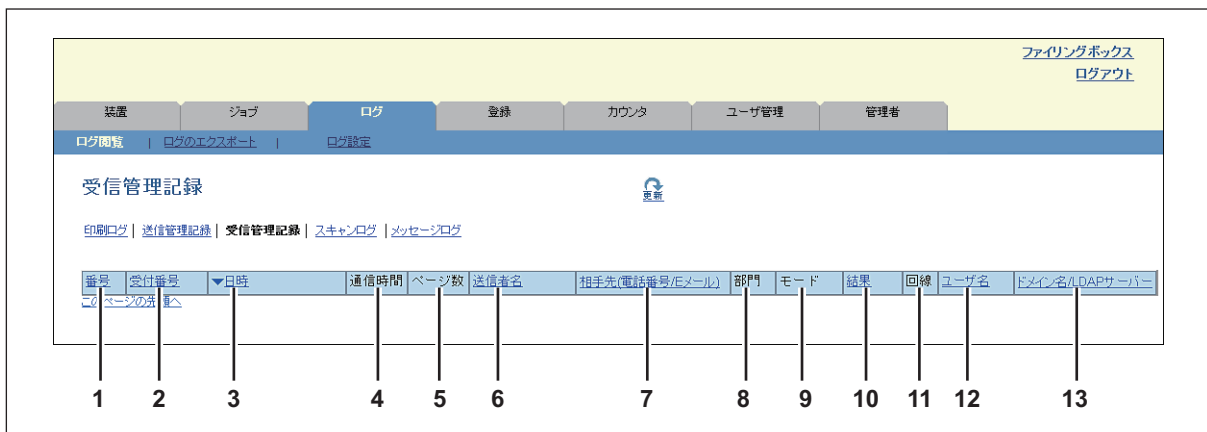 ファイリングボックス
ログアウト
装置 ジョブ ログ 登録 カウンタ ユーザ管理 管理者
ログ閲覧 | ログのエクスポート | ログ設定
受信管理記録
更新
印刷ログ | 送信管理記録 | 受信管理記録 | スキャンログ | メッセージログ
番号 受付番号 ▼日時 通信時間 ページ数 送信者名 相手先(電話番号/Eメール) 部門 モード 結果 回線 ユーザ名 ドメイン名/LDAPサーバー
このページの先頭へ
1 2 3 4 5 6 7 8 9 10 11 12 13